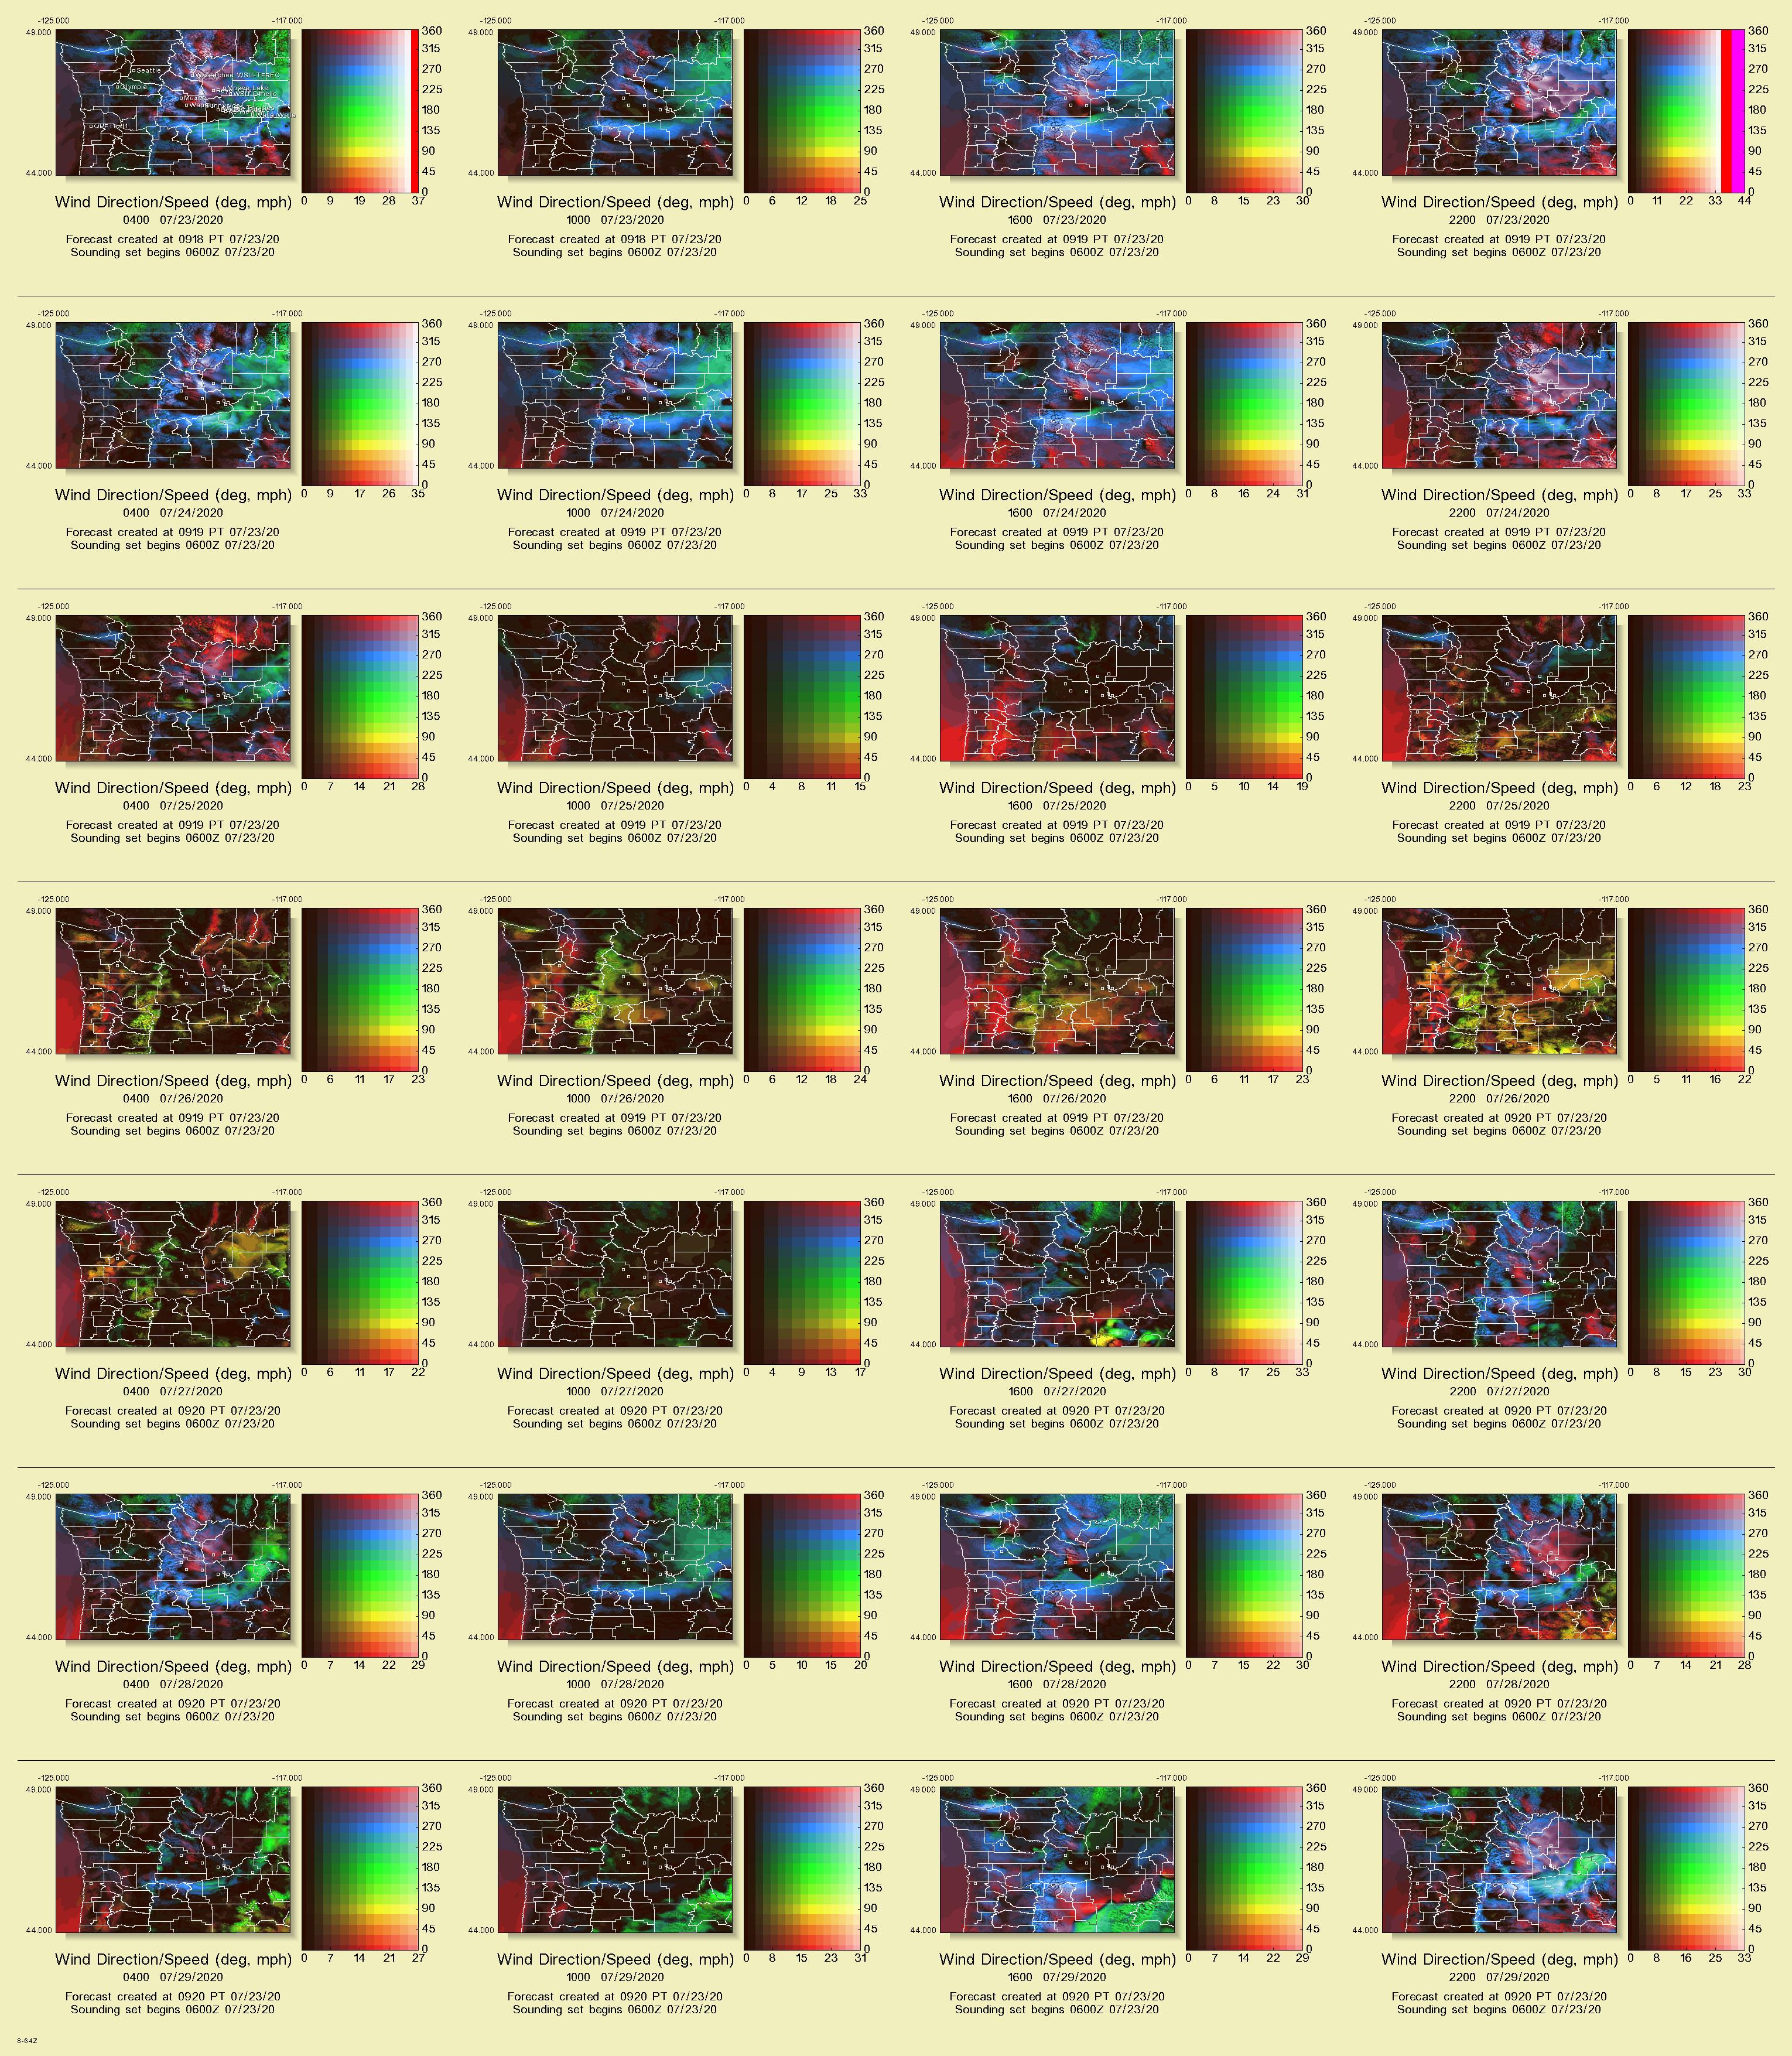 -125.000 -117.000 -125.000 -117.000 -125.000 -117.000 -125.000 -117.000
49.000 360 49.000 360 49.000 360 49.000 360
315 315 315 315
Seattle 270 270 270 270
Wenatchee WSU-TFREC
Olympia Moses Lake 225 225 225 225
180 180 180 180
135 135 135 135
90 90 90 90
44.000 45 44.000 45 44.000 45 44.000 45
0 0 0 0
Wind Direction/Speed (deg, mph) 0 9 19 28 37 Wind Direction/Speed (deg, mph) 0 6 12 18 25 Wind Direction/Speed (deg, mph) 0 8 15 23 30 Wind Direction/Speed (deg, mph) 0 11 22 33 44
0400 07/23/2020 1000 07/23/2020 1600 07/23/2020 2200 07/23/2020
Forecast created at 0918 PT 07/23/20 Forecast created at 0918 PT 07/23/20 Forecast created at 0919 PT 07/23/20 Forecast created at 0919 PT 07/23/20
Sounding set begins 0600Z 07/23/20 Sounding set begins 0600Z 07/23/20 Sounding set begins 0600Z 07/23/20 Sounding set begins 0600Z 07/23/20
-125.000 -117.000 -125.000 -117.000 -125.000 -117.000 -125.000 -117.000
49.000 360 49.000 360 49.000 360 49.000 360
315 315 315 315
270 270 270 270
225 225 225 225
180 180 180 180
135 135 135 135
90 90 90 90
44.000 45 44.000 45 44.000 45 44.000 45
0 0 0 0
Wind Direction/Speed (deg, mph) 0 9 17 26 35 Wind Direction/Speed (deg, mph) 0 8 17 25 33 Wind Direction/Speed (deg, mph) 0 8 16 24 31 Wind Direction/Speed (deg, mph) 0 8 17 25 33
0400 07/24/2020 1000 07/24/2020 1600 07/24/2020 2200 07/24/2020
Forecast created at 0919 PT 07/23/20 Forecast created at 0919 PT 07/23/20 Forecast created at 0919 PT 07/23/20 Forecast created at 0919 PT 07/23/20
Sounding set begins 0600Z 07/23/20 Sounding set begins 0600Z 07/23/20 Sounding set begins 0600Z 07/23/20 Sounding set begins 0600Z 07/23/20
-125.000 -117.000 -125.000 -117.000 -125.000 -117.000 -125.000 -117.000
49.000 360 49.000 360 49.000 360 49.000 360
315 315 315 315
270 270 270 270
225 225 225 225
180 180 180 180
135 135 135 135
90 90 90 90
44.000 45 44.000 45 44.000 45 44.000 45
0 0 0 0
Wind Direction/Speed (deg, mph) 0 7 14 21 28 Wind Direction/Speed (deg, mph) 0 4 8 11 15 Wind Direction/Speed (deg, mph) 0 5 10 14 19 Wind Direction/Speed (deg, mph) 0 6 12 18 23
0400 07/25/2020 1000 07/25/2020 1600 07/25/2020 2200 07/25/2020
Forecast created at 0919 PT 07/23/20 Forecast created at 0919 PT 07/23/20 Forecast created at 0919 PT 07/23/20 Forecast created at 0919 PT 07/23/20
Sounding set begins 0600Z 07/23/20 Sounding set begins 0600Z 07/23/20 Sounding set begins 0600Z 07/23/20 Sounding set begins 0600Z 07/23/20
-125.000 -117.000 -125.000 -117.000 -125.000 -117.000 -125.000 -117.000
49.000 360 49.000 360 49.000 360 49.000 360
315 315 315 315
270 270 270 270
225 225 225 225
180 180 180 180
135 135 135 135
90 90 90 90
44.000 45 44.000 45 44.000 45 44.000 45
0 0 0 0
Wind Direction/Speed (deg, mph) 0 6 11 17 23 Wind Direction/Speed (deg, mph) 0 6 12 18 24 Wind Direction/Speed (deg, mph) 0 6 11 17 23 Wind Direction/Speed (deg, mph) 0 5 11 16 22
0400 07/26/2020 1000 07/26/2020 1600 07/26/2020 2200 07/26/2020
Forecast created at 0919 PT 07/23/20 Forecast created at 0919 PT 07/23/20 Forecast created at 0919 PT 07/23/20 Forecast created at 0920 PT 07/23/20
Sounding set begins 0600Z 07/23/20 Sounding set begins 0600Z 07/23/20 Sounding set begins 0600Z 07/23/20 Sounding set begins 0600Z 07/23/20
-125.000 -117.000 -125.000 -117.000 -125.000 -117.000 -125.000 -117.000
49.000 360 49.000 360 49.000 360 49.000 360
315 315 315 315
270 270 270 270
225 225 225 225
180 180 180 180
135 135 135 135
90 90 90 90
44.000 45 44.000 45 44.000 45 44.000 45
0 0 0 0
Wind Direction/Speed (deg, mph) 0 6 11 17 22 Wind Direction/Speed (deg, mph) 0 4 9 13 17 Wind Direction/Speed (deg, mph) 0 8 17 25 33 Wind Direction/Speed (deg, mph) 0 8 15 23 30
0400 07/27/2020 1000 07/27/2020 1600 07/27/2020 2200 07/27/2020
Forecast created at 0920 PT 07/23/20 Forecast created at 0920 PT 07/23/20 Forecast created at 0920 PT 07/23/20 Forecast created at 0920 PT 07/23/20
Sounding set begins 0600Z 07/23/20 Sounding set begins 0600Z 07/23/20 Sounding set begins 0600Z 07/23/20 Sounding set begins 0600Z 07/23/20
-125.000 -117.000 -125.000 -117.000 -125.000 -117.000 -125.000 -117.000
49.000 360 49.000 360 49.000 360 49.000 360
315 315 315 315
270 270 270 270
225 225 225 225
180 180 180 180
135 135 135 135
90 90 90 90
44.000 45 44.000 45 44.000 45 44.000 45
0 0 0 0
Wind Direction/Speed (deg, mph) 0 7 14 22 29 Wind Direction/Speed (deg, mph) 0 5 10 15 20 Wind Direction/Speed (deg, mph) 0 7 15 22 30 Wind Direction/Speed (deg, mph) 0 7 14 21 28
0400 07/28/2020 1000 07/28/2020 1600 07/28/2020 2200 07/28/2020
Forecast created at 0920 PT 07/23/20 Forecast created at 0920 PT 07/23/20 Forecast created at 0920 PT 07/23/20 Forecast created at 0920 PT 07/23/20
Sounding set begins 0600Z 07/23/20 Sounding set begins 0600Z 07/23/20 Sounding set begins 0600Z 07/23/20 Sounding set begins 0600Z 07/23/20
-125.000 -117.000 -125.000 -117.000 -125.000 -117.000 -125.000 -117.000
49.000 360 49.000 360 49.000 360 49.000 360
315 315 315 315
270 270 270 270
225 225 225 225
180 180 180 180
135 135 135 135
90 90 90 90
44.000 45 44.000 45 44.000 45 44.000 45
0 0 0 0
Wind Direction/Speed (deg, mph) 0 7 14 21 27 Wind Direction/Speed (deg, mph) 0 8 15 23 31 Wind Direction/Speed (deg, mph) 0 7 14 22 29 Wind Direction/Speed (deg, mph) 0 8 16 25 33
0400 07/29/2020 1000 07/29/2020 1600 07/29/2020 2200 07/29/2020
Forecast created at 0920 PT 07/23/20 Forecast created at 0920 PT 07/23/20 Forecast created at 0920 PT 07/23/20 Forecast created at 0920 PT 07/23/20
Sounding set begins 0600Z 07/23/20 Sounding set begins 0600Z 07/23/20 Sounding set begins 0600Z 07/23/20 Sounding set begins 0600Z 07/23/20
8-64Z